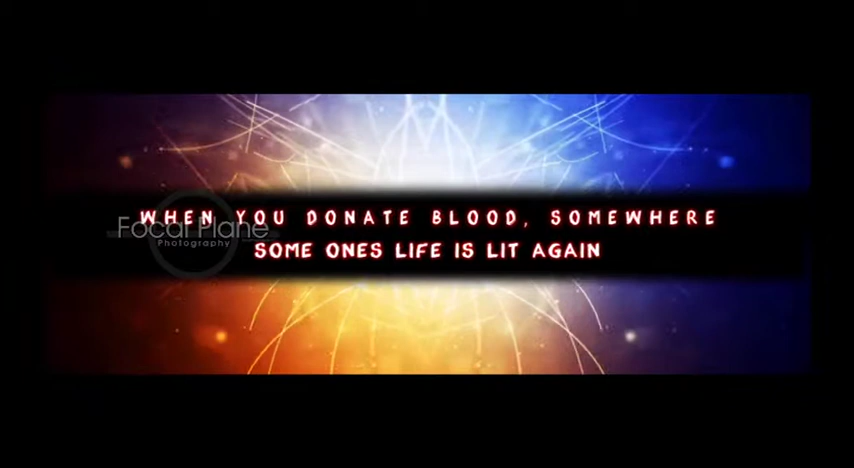 WHEN YOU DONATE BLOOD, SOMEWHERE
SOME ONES LIFE IS LIT AGAIN
Focal Plane
Photography